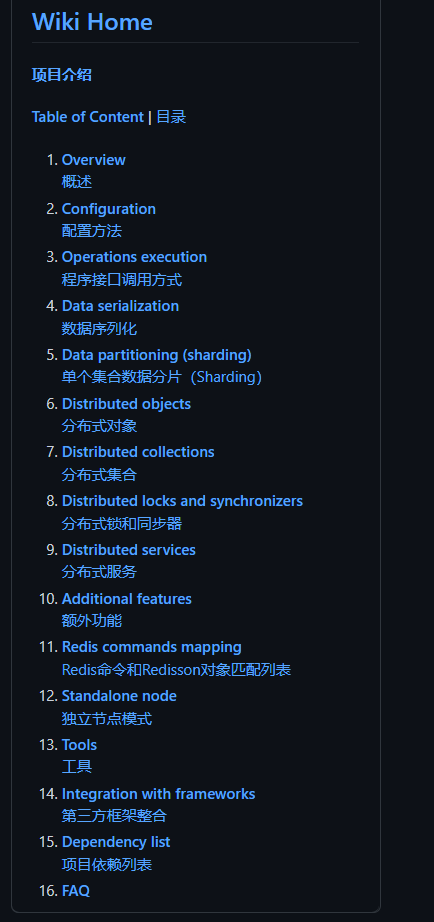 Wiki Home
项目介绍
Table of Content | 目录
1. Overview
概述
2. Configuration
配置方法
3. Operations execution
程序接口调用方式
4. Data serialization
数据序列化
5. Data partitioning (sharding)
单个集合数据分片（Sharding）
6. Distributed objects
分布式对象
7. Distributed collections
分布式集合
8. Distributed locks and synchronizers
分布式锁和同步器
9. Distributed services
分布式服务
10. Additional features
额外功能
11. Redis commands mapping
Redis命令和Redisson对象匹配列表
12. Standalone node
独立节点模式
13. Tools
工具
14. Integration with frameworks
第三方框架整合
15. Dependency list
项目依赖列表
16. FAQ